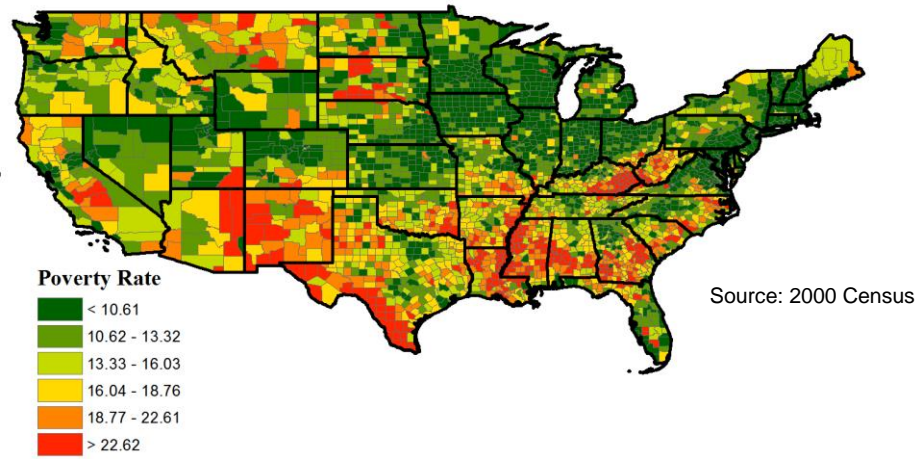 Poverty Rate
< 10.61
10.62 - 13.32
13.33 - 16.03
16.04 - 18.76
18.77 - 22.61
> 22.62
Source: 2000 Census